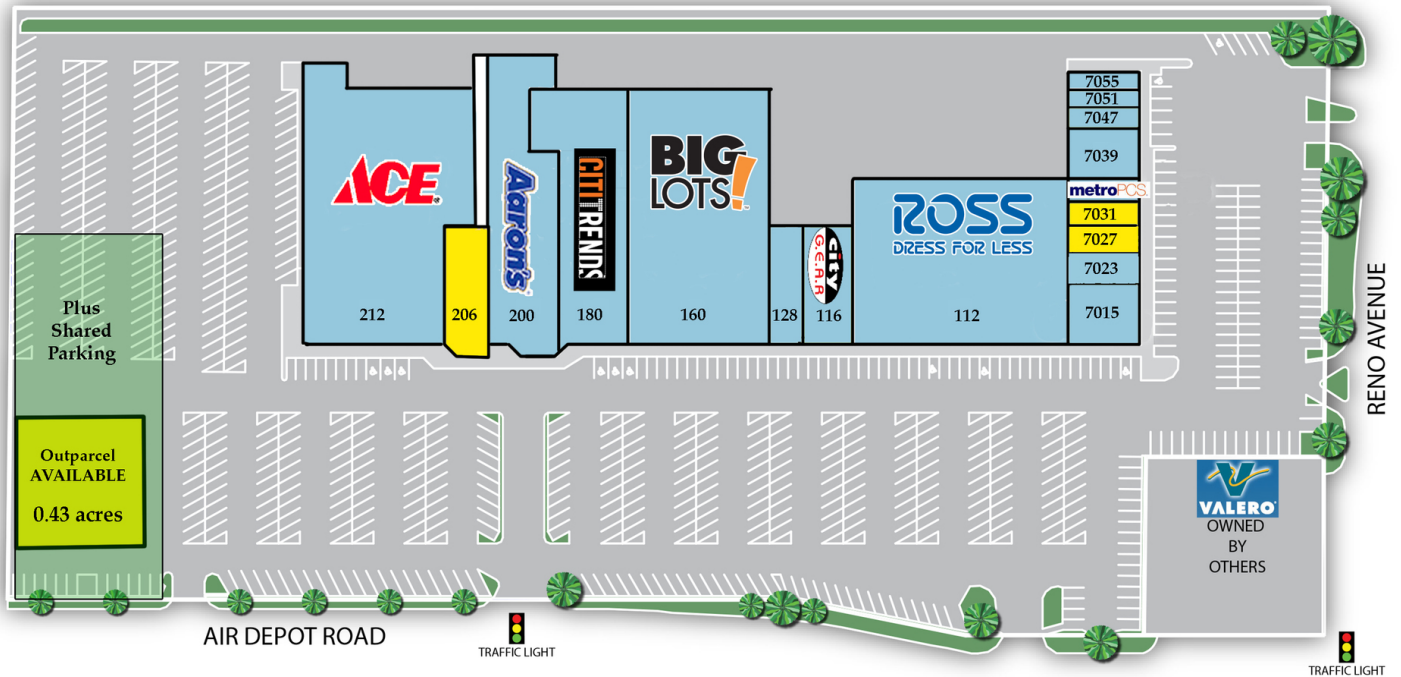 ACE
212
206
Aaron's
200
CITITRENDS
180
BIG
LOTS!
160
128
city
G.E.A.R
116
ROSS
DRESS FOR LESS
112
7055
7051
7047
7039
metroPCS.
7031
7027
7023
7015
Plus
Shared
Parking
Outparcel
AVAILABLE
0.43 acres
RENO AVENUE
VALERO
OWNED
BY
OTHERS
AIR DEPOT ROAD
TRAFFIC LIGHT
TRAFFIC LIGHT